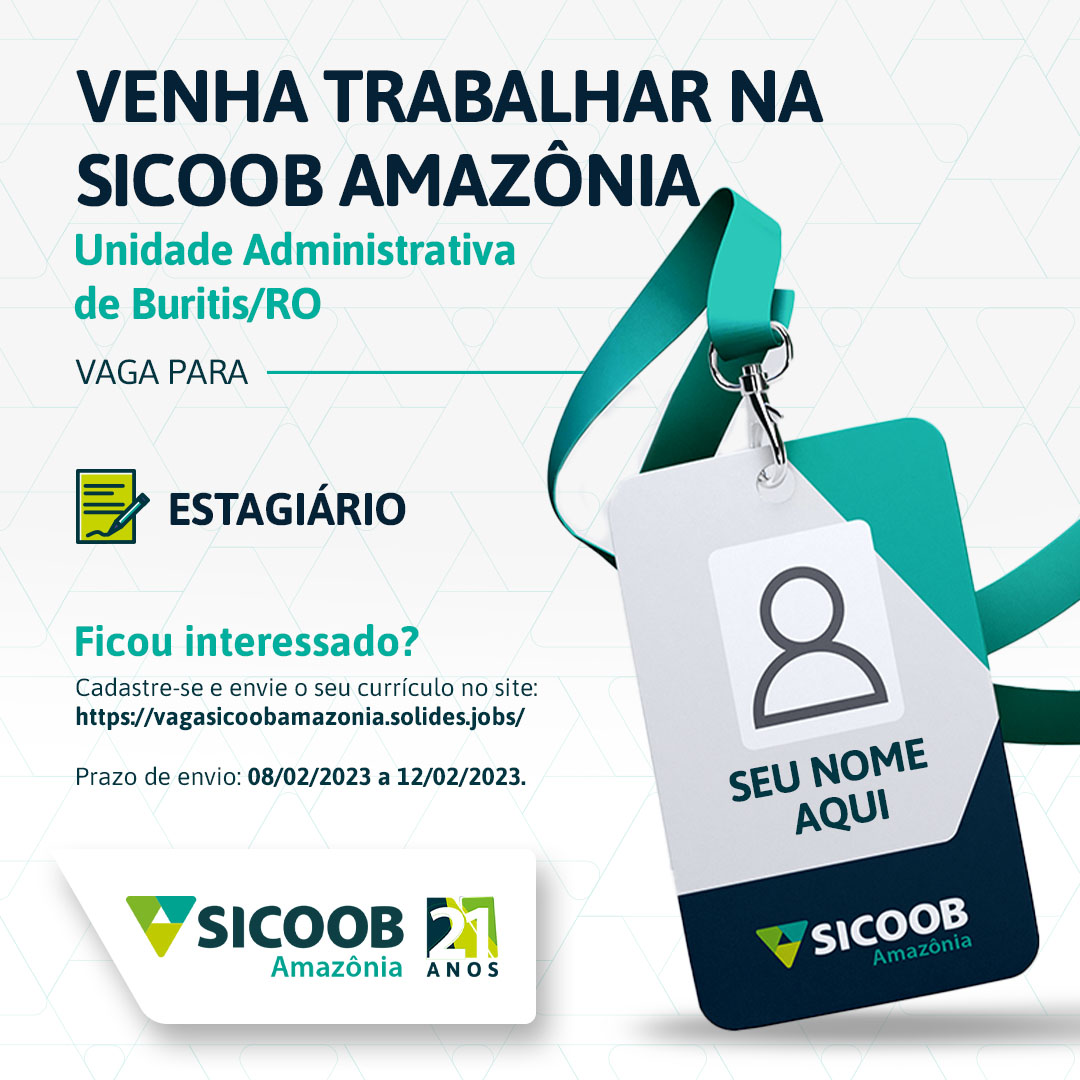 VENHA TRABALHAR NA
SICOOB AMAZÔNIA
Unidade Administrativa
de Buritis/RO
VAGA PARA
ESTAGIÁRIO
Ficou interessado?
Cadastre-se e envie o seu currículo no site:
https://vagasicoobamazonia.solides.jobs/
Prazo de envio: 08/02/2023 a 12/02/2023.
SEU NOME
AQUI
SICOOB
Amazônia
21
ANOS
SICOOB
Amazônia